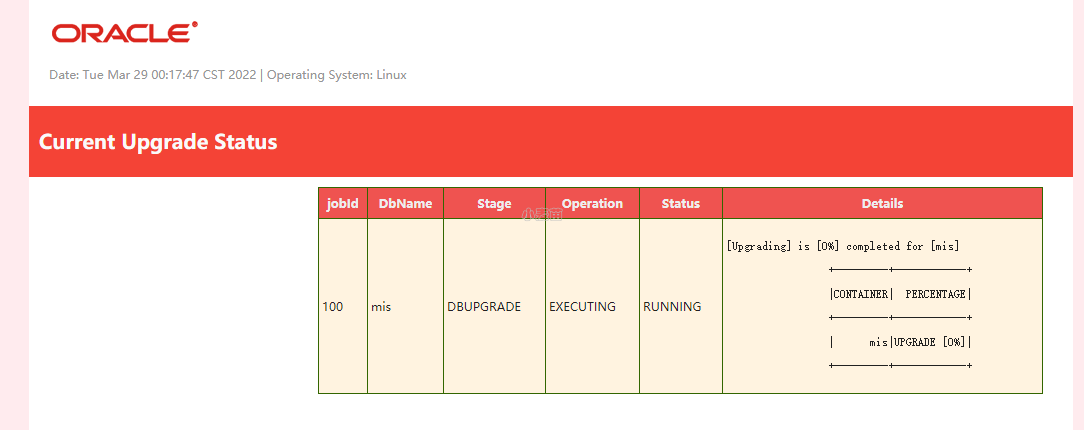 ORACLE
Date: Tue Mar 29 00:17:47 CST 2022 | Operating System: Linux
Current Upgrade Status
jobId DbName Stage Operation Status Details
100 mis DBUPGRADE EXECUTING RUNNING
[Upgrading] is [0%] completed for [mis]
+---------+------------+
|CONTAINER|  PERCENTAGE|
+---------+------------+
|      mis|UPGRADE [0%]|
+---------+------------+